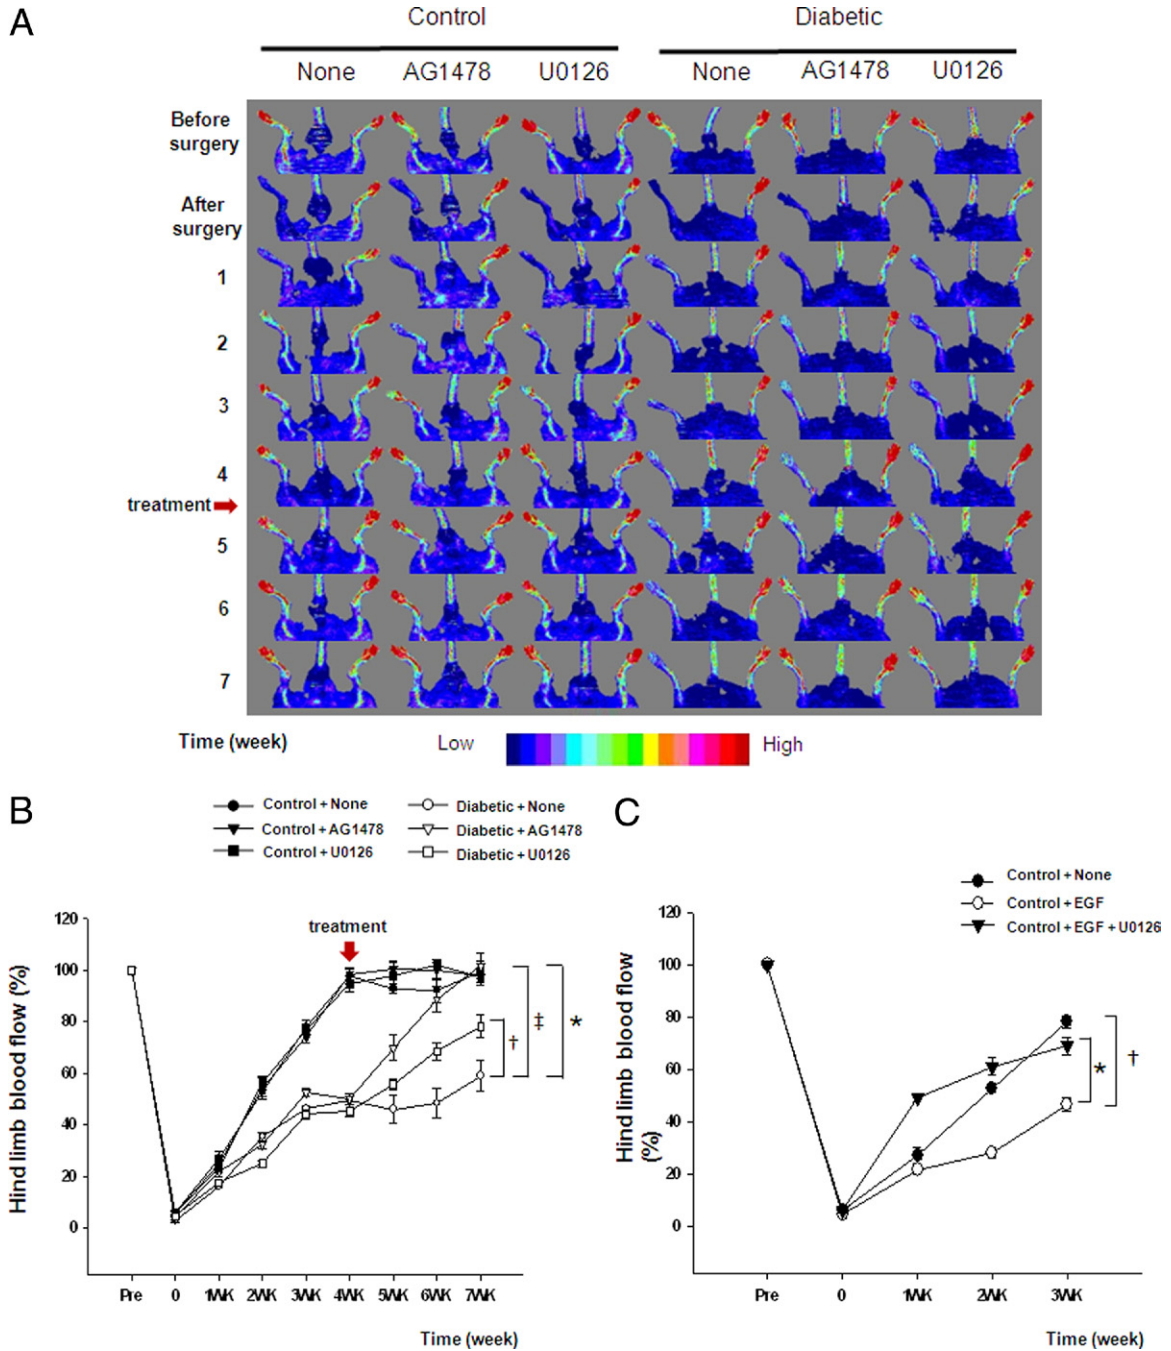 A
Control
Diabetic
None AG1478 U0126 None AG1478 U0126
Before
surgery
After
surgery
1
2
3
4
treatment
5
6
7
Time (week)
Low
High
B
Control + None
Control + AG1478
Control + U0126
Diabetic + None
Diabetic + AG1478
Diabetic + U0126
treatment
Hind limb blood flow (%)
120
100
80
60
40
20
0
† ‡ *
Pre 0 1WK 2WK 3WK 4WK 5WK 6WK 7WK
Time (week)
C
Control + None
Control + EGF
Control + EGF + U0126
Hind limb blood flow
(%)
120
100
80
60
40
20
0
* †
Pre 0 1WK 2WK 3WK
Time (week)